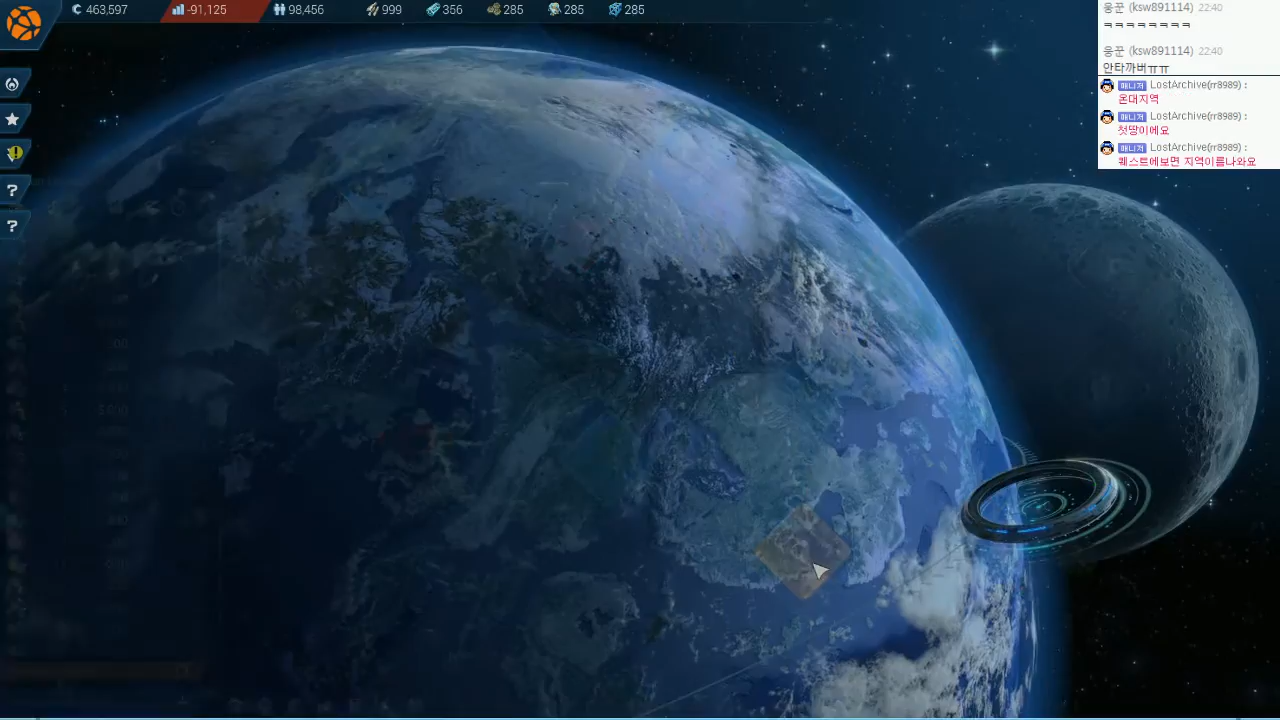 463,597 -91,125 98,456 999 356 285 285 285
웅꾼 (ksw891114) 22:40
ㅋㅋㅋㅋㅋㅋㅋㅋ
웅꾼 (ksw891114) 22:40
안타까버ㅠㅠ
매니저 LostArchive(rr8989) :
온대지역
매니저 LostArchive(rr8989) :
첫땅이에요
매니저 LostArchive(rr8989) :
퀘스트에보면 지역이름나와요
?
?